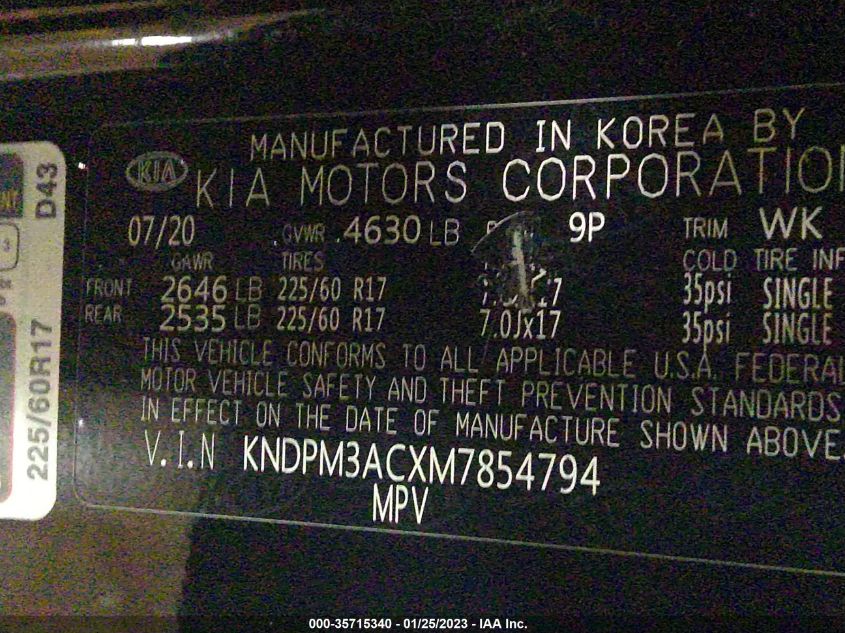 MANUFACTURED IN KOREA BY
KIA KIA MOTORS CORPORATION
07/20 GVWR 4630 LB 9P TRIM WK
GAWR TIRES COLD TIRE INF
FRONT 2646 LB 225/60 R17 35psi SINGLE
REAR 2535 LB 225/60 R17 7.0Jx17 35psi SINGLE
THIS VEHICLE CONFORMS TO ALL APPLICABLE U.S.A. FEDERAL
MOTOR VEHICLE SAFETY AND THEFT PREVENTION STANDARDS
IN EFFECT ON THE DATE OF MANUFACTURE SHOWN ABOVE.
V.I.N KNDPM3ACXM7854794
MPV
D43
225/60R17
000-35715340 - 01/25/2023 - IAA Inc.